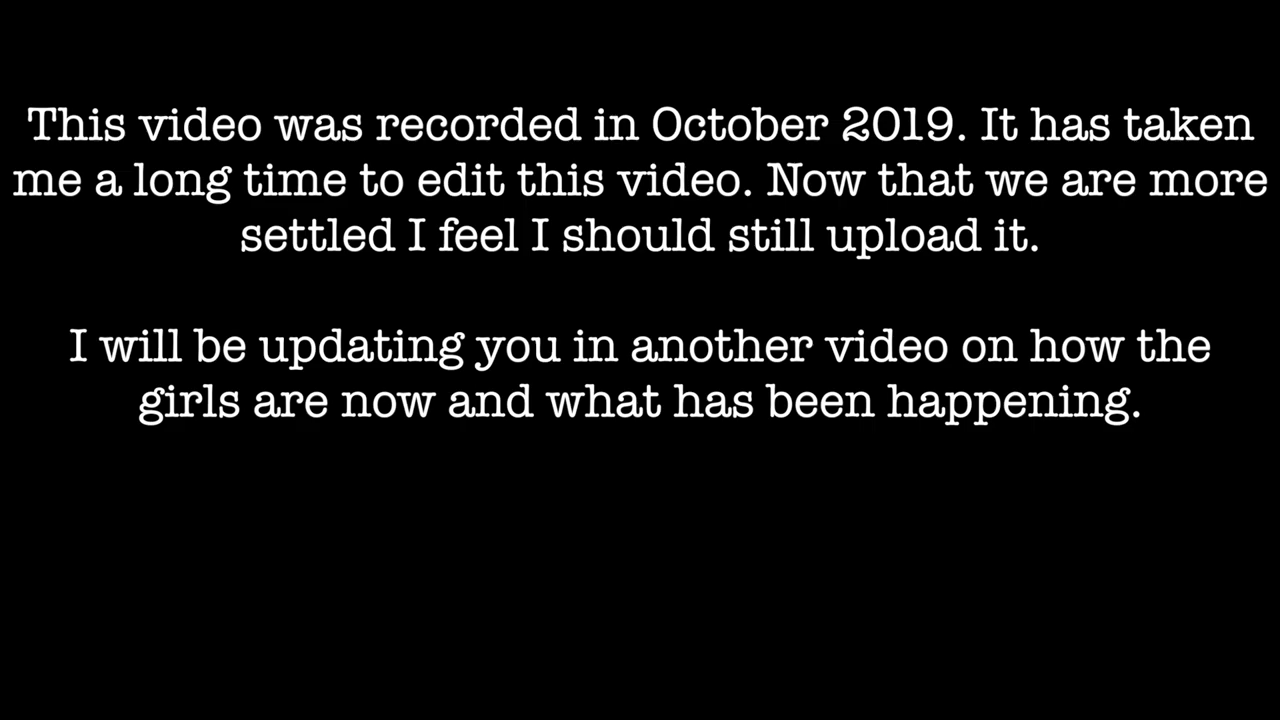 This video was recorded in October 2019. It has taken
me a long time to edit this video. Now that we are more
settled I feel I should still upload it.
I will be updating you in another video on how the
girls are now and what has been happening.